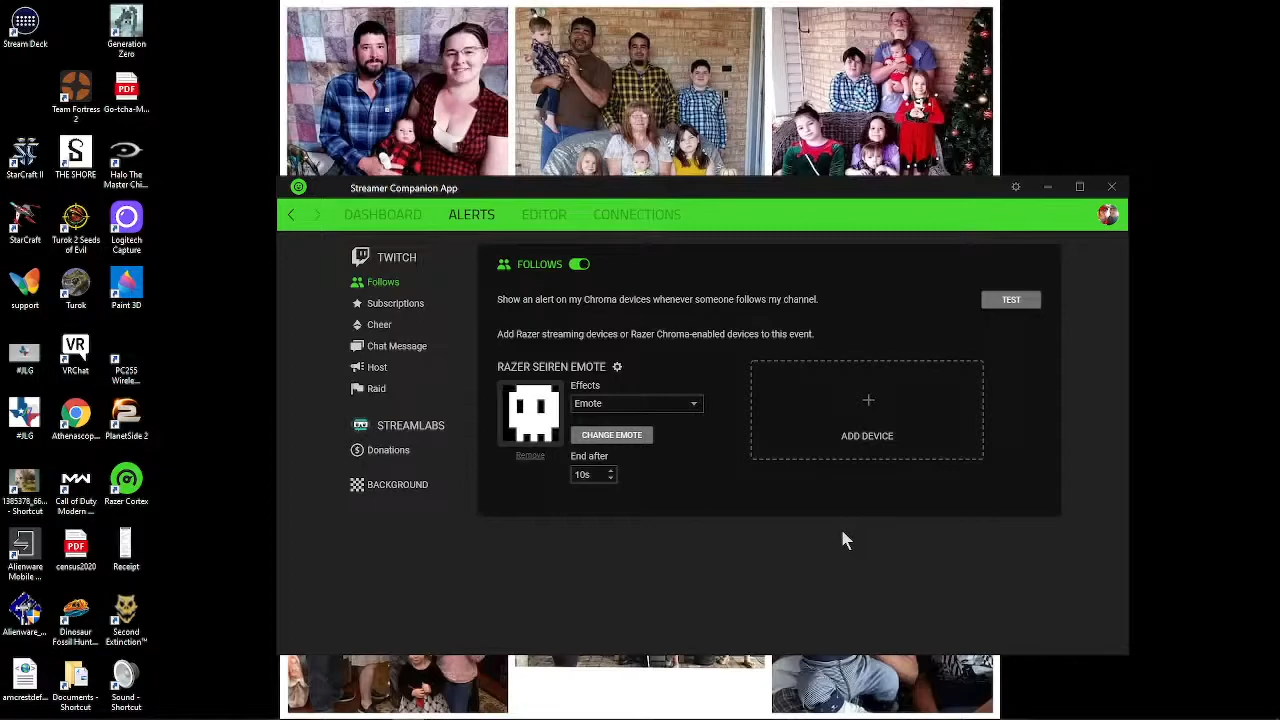 Stream Deck
Generation
Zero
Team Fortress
2
PDF
Go-tcha-M...
StarCraft II
S
THE SHORE
Halo The
Master Chi...
StarCraft
Turok 2 Seeds
of Evil
Logitech
Capture
support
Turok
Paint 3D
#JLG
VR
VRChat
PC255
Wirele...
#JLG
Athenascop...
PlanetSide 2
1385378_66...
- Shortcut
MW
Call of Duty
Modern ...
Razer Cortex
Alienware
Mobile ...
PDF
census2020
Receipt
Alienware_...
Dinosaur
Fossil Hunt...
Second
Extinction™
amcrestdef...
Documents -
Shortcut
Sound -
Shortcut
Streamer Companion App
DASHBOARD
ALERTS
EDITOR
CONNECTIONS
TWITCH
Follows
Subscriptions
Cheer
Chat Message
Host
Raid
STREAMLABS
Donations
BACKGROUND
FOLLOWS
Show an alert on my Chroma devices whenever someone follows my channel.
TEST
Add Razer streaming devices or Razer Chroma-enabled devices to this event.
RAZER SEIREN EMOTE
Effects
Emote
CHANGE EMOTE
Remove
End after
10s
ADD DEVICE